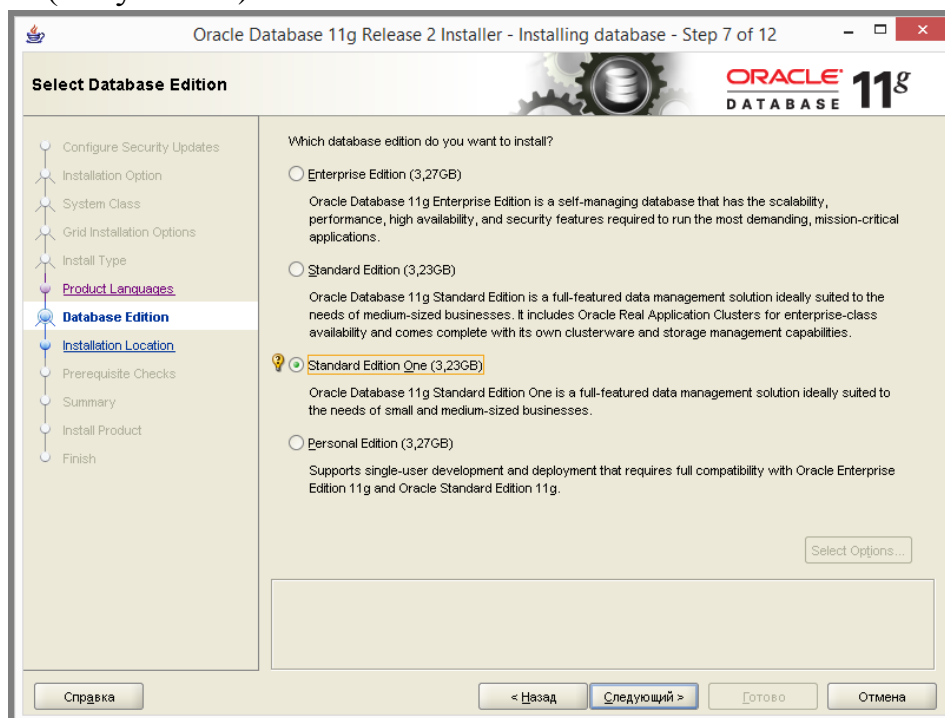 Oracle Database 11g Release 2 Installer - Installing database - Step 7 of 12
Select Database Edition
ORACLE 11g
DATABASE
Configure Security Updates
Installation Option
System Class
Grid Installation Options
Install Type
Product Languages
Database Edition
Installation Location
Prerequisite Checks
Summary
Install Product
Finish
Which database edition do you want to install?
Enterprise Edition (3,27GB)
Oracle Database 11g Enterprise Edition is a self-managing database that has the scalability,
performance, high availability, and security features required to run the most demanding, mission-critical
applications.
Standard Edition (3,23GB)
Oracle Database 11g Standard Edition is a full-featured data management solution ideally suited to the
needs of medium-sized businesses. It includes Oracle Real Application Clusters for enterprise-class
availability and comes complete with its own clusterware and storage management capabilities.
Standard Edition One (3,23GB)
Oracle Database 11g Standard Edition One is a full-featured data management solution ideally suited to
the needs of small and medium-sized businesses.
Personal Edition (3,27GB)
Supports single-user development and deployment that requires full compatibility with Oracle Enterprise
Edition 11g and Oracle Standard Edition 11g.
Select Options...
Справка
< Назад
Следующий >
Готово
Отмена